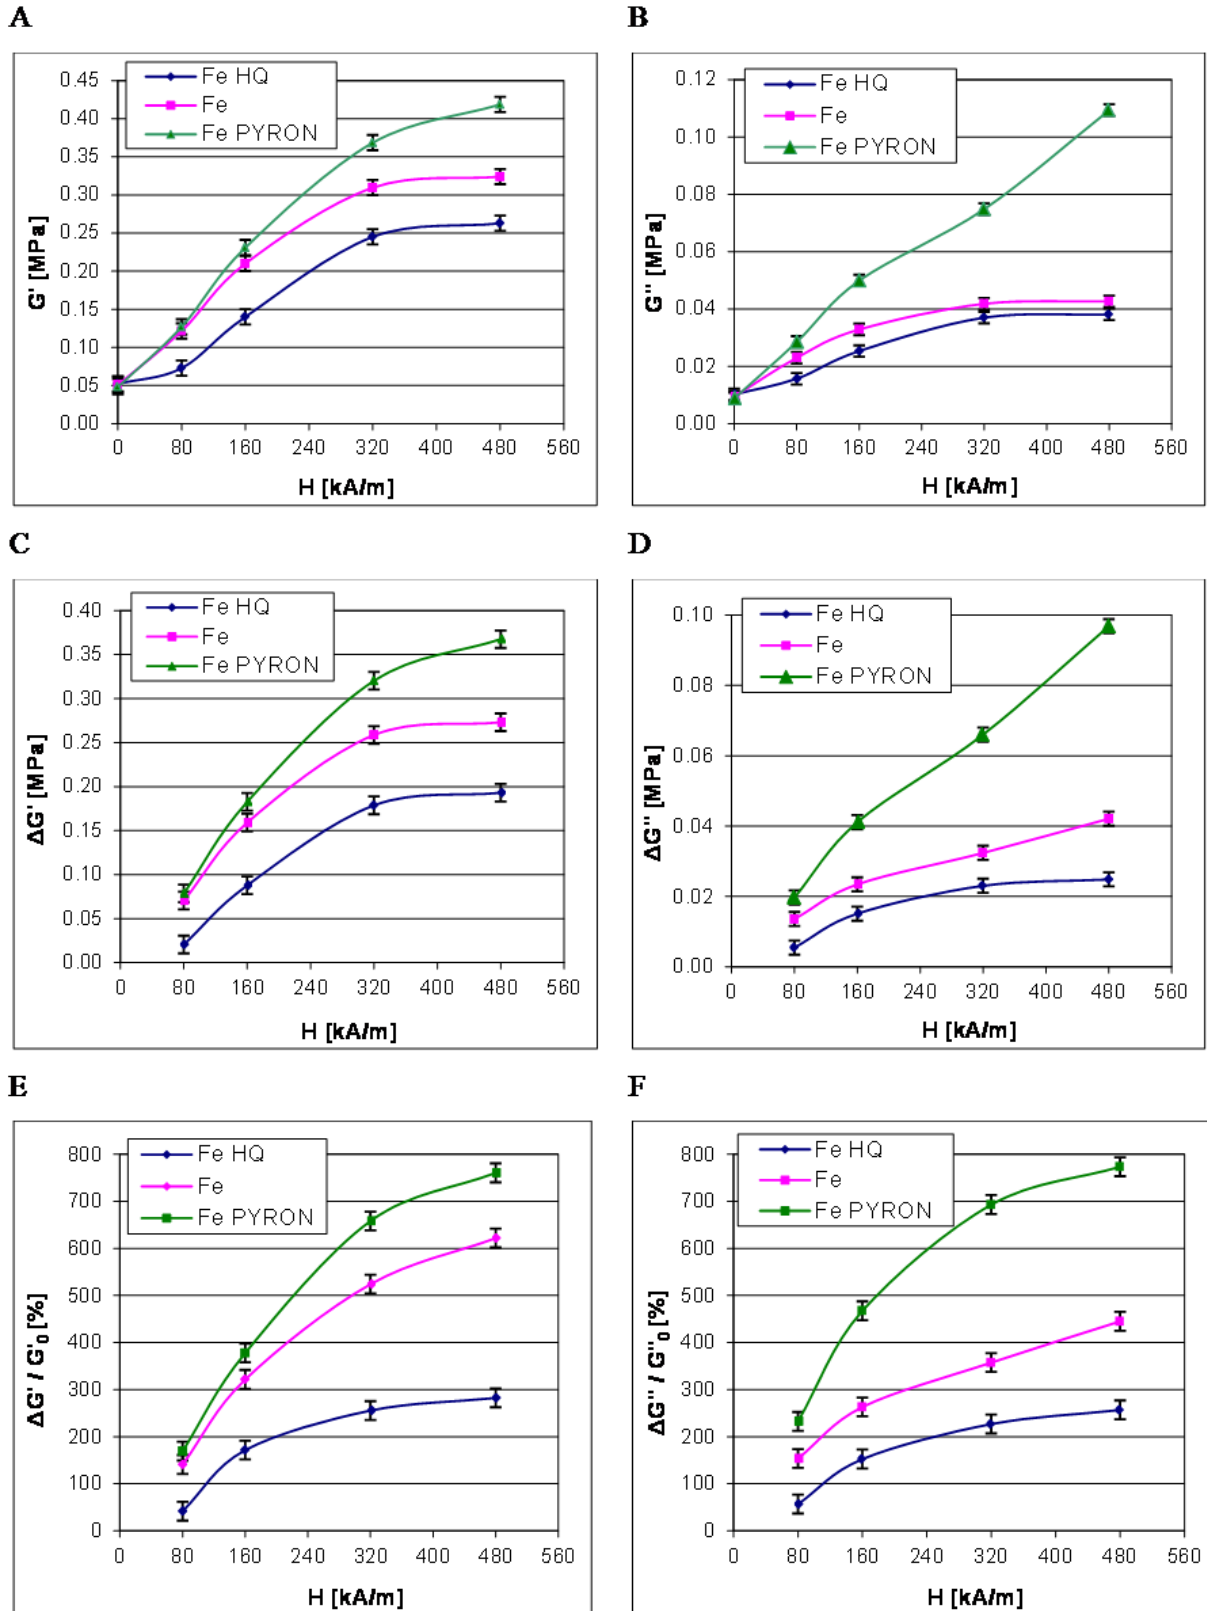 A
Fe HQ
Fe
Fe PYRON
0.45
0.40
0.35
0.30
0.25
0.20
0.15
0.10
0.05
0.00
G' [MPa]
0 80 160 240 320 400 480 560
H [kA/m]
B
Fe HQ
Fe
Fe PYRON
0.12
0.10
0.08
0.06
0.04
0.02
0.00
G'' [MPa]
0 80 160 240 320 400 480 560
H [kA/m]
C
Fe HQ
Fe
Fe PYRON
0.40
0.35
0.30
0.25
0.20
0.15
0.10
0.05
0.00
ΔG' [MPa]
0 80 160 240 320 400 480 560
H [kA/m]
D
Fe HQ
Fe
Fe PYRON
0.10
0.08
0.06
0.04
0.02
0.00
ΔG'' [MPa]
0 80 160 240 320 400 480 560
H [kA/m]
E
Fe HQ
Fe
Fe PYRON
800
700
600
500
400
300
200
100
0
ΔG' / G'₀ [%]
0 80 160 240 320 400 480 560
H [kA/m]
F
Fe HQ
Fe
Fe PYRON
800
700
600
500
400
300
200
100
0
ΔG'' / G''₀ [%]
0 80 160 240 320 400 480 560
H [kA/m]